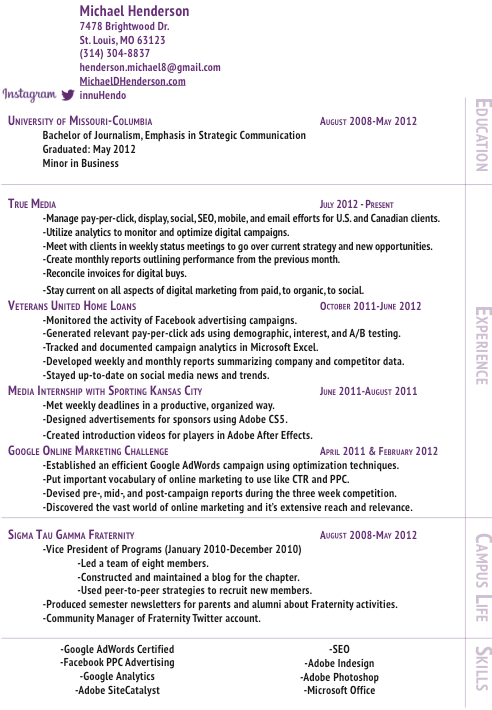 Michael Henderson
7478 Brightwood Dr.
St. Louis, MO 63123
(314) 304-8837
henderson.michael8@gmail.com
MichaelDHenderson.com
Instagram innuHendo
Education
University of Missouri-Columbia August 2008-May 2012
Bachelor of Journalism, Emphasis in Strategic Communication
Graduated: May 2012
Minor in Business
Experience
True Media July 2012 - Present
-Manage pay-per-click, display, social, SEO, mobile, and email efforts for U.S. and Canadian clients.
-Utilize analytics to monitor and optimize digital campaigns.
-Meet with clients in weekly status meetings to go over current strategy and new opportunities.
-Create monthly reports outlining performance from the previous month.
-Reconcile invoices for digital buys.
-Stay current on all aspects of digital marketing from paid, to organic, to social.
Veterans United Home Loans October 2011-June 2012
-Monitored the activity of Facebook advertising campaigns.
-Generated relevant pay-per-click ads using demographic, interest, and A/B testing.
-Tracked and documented campaign analytics in Microsoft Excel.
-Developed weekly and monthly reports summarizing company and competitor data.
-Stayed up-to-date on social media news and trends.
Media Internship with Sporting Kansas City June 2011-August 2011
-Met weekly deadlines in a productive, organized way.
-Designed advertisements for sponsors using Adobe CS5.
-Created introduction videos for players in Adobe After Effects.
Google Online Marketing Challenge April 2011 & February 2012
-Established an efficient Google AdWords campaign using optimization techniques.
-Put important vocabulary of online marketing to use like CTR and PPC.
-Devised pre-, mid-, and post-campaign reports during the three week competition.
-Discovered the vast world of online marketing and it's extensive reach and relevance.
Campus Life
Sigma Tau Gamma Fraternity August 2008-May 2012
-Vice President of Programs (January 2010-December 2010)
-Led a team of eight members.
-Constructed and maintained a blog for the chapter.
-Used peer-to-peer strategies to recruit new members.
-Produced semester newsletters for parents and alumni about Fraternity activities.
-Community Manager of Fraternity Twitter account.
Skills
-Google AdWords Certified
-Facebook PPC Advertising
-Google Analytics
-Adobe SiteCatalyst
-SEO
-Adobe Indesign
-Adobe Photoshop
-Microsoft Office